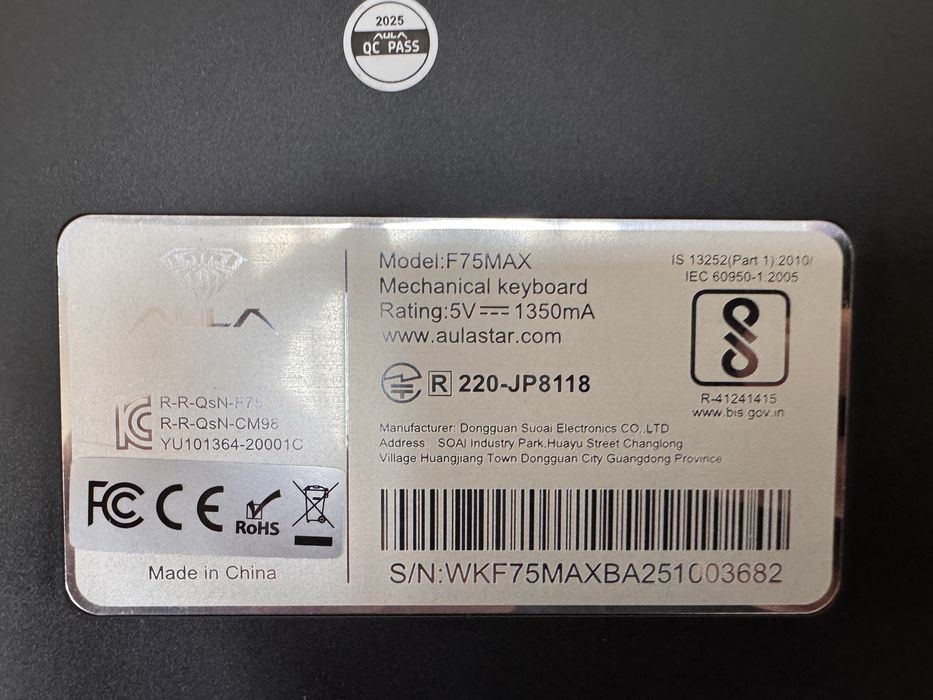 2025
AULA
QC PASS
AULA
R-R-QsN-F75
R-R-QsN-CM98
YU101364-20001C
FCC CE RoHS
Made in China
Model:F75MAX
Mechanical keyboard
Rating:5V⎓1350mA
www.aulastar.com
R 220-JP8118
Manufacturer: Dongguan Suoai Electronics CO,.LTD
Address : SOAI Industry Park,Huayu Street Changlong
Village Huangjiang Town Dongguan City Guangdong Province
S/N:WKF75MAXBA251003682
IS 13252(Part 1):2010/
IEC 60950-1:2005
R-41241415
www.bis.gov.in